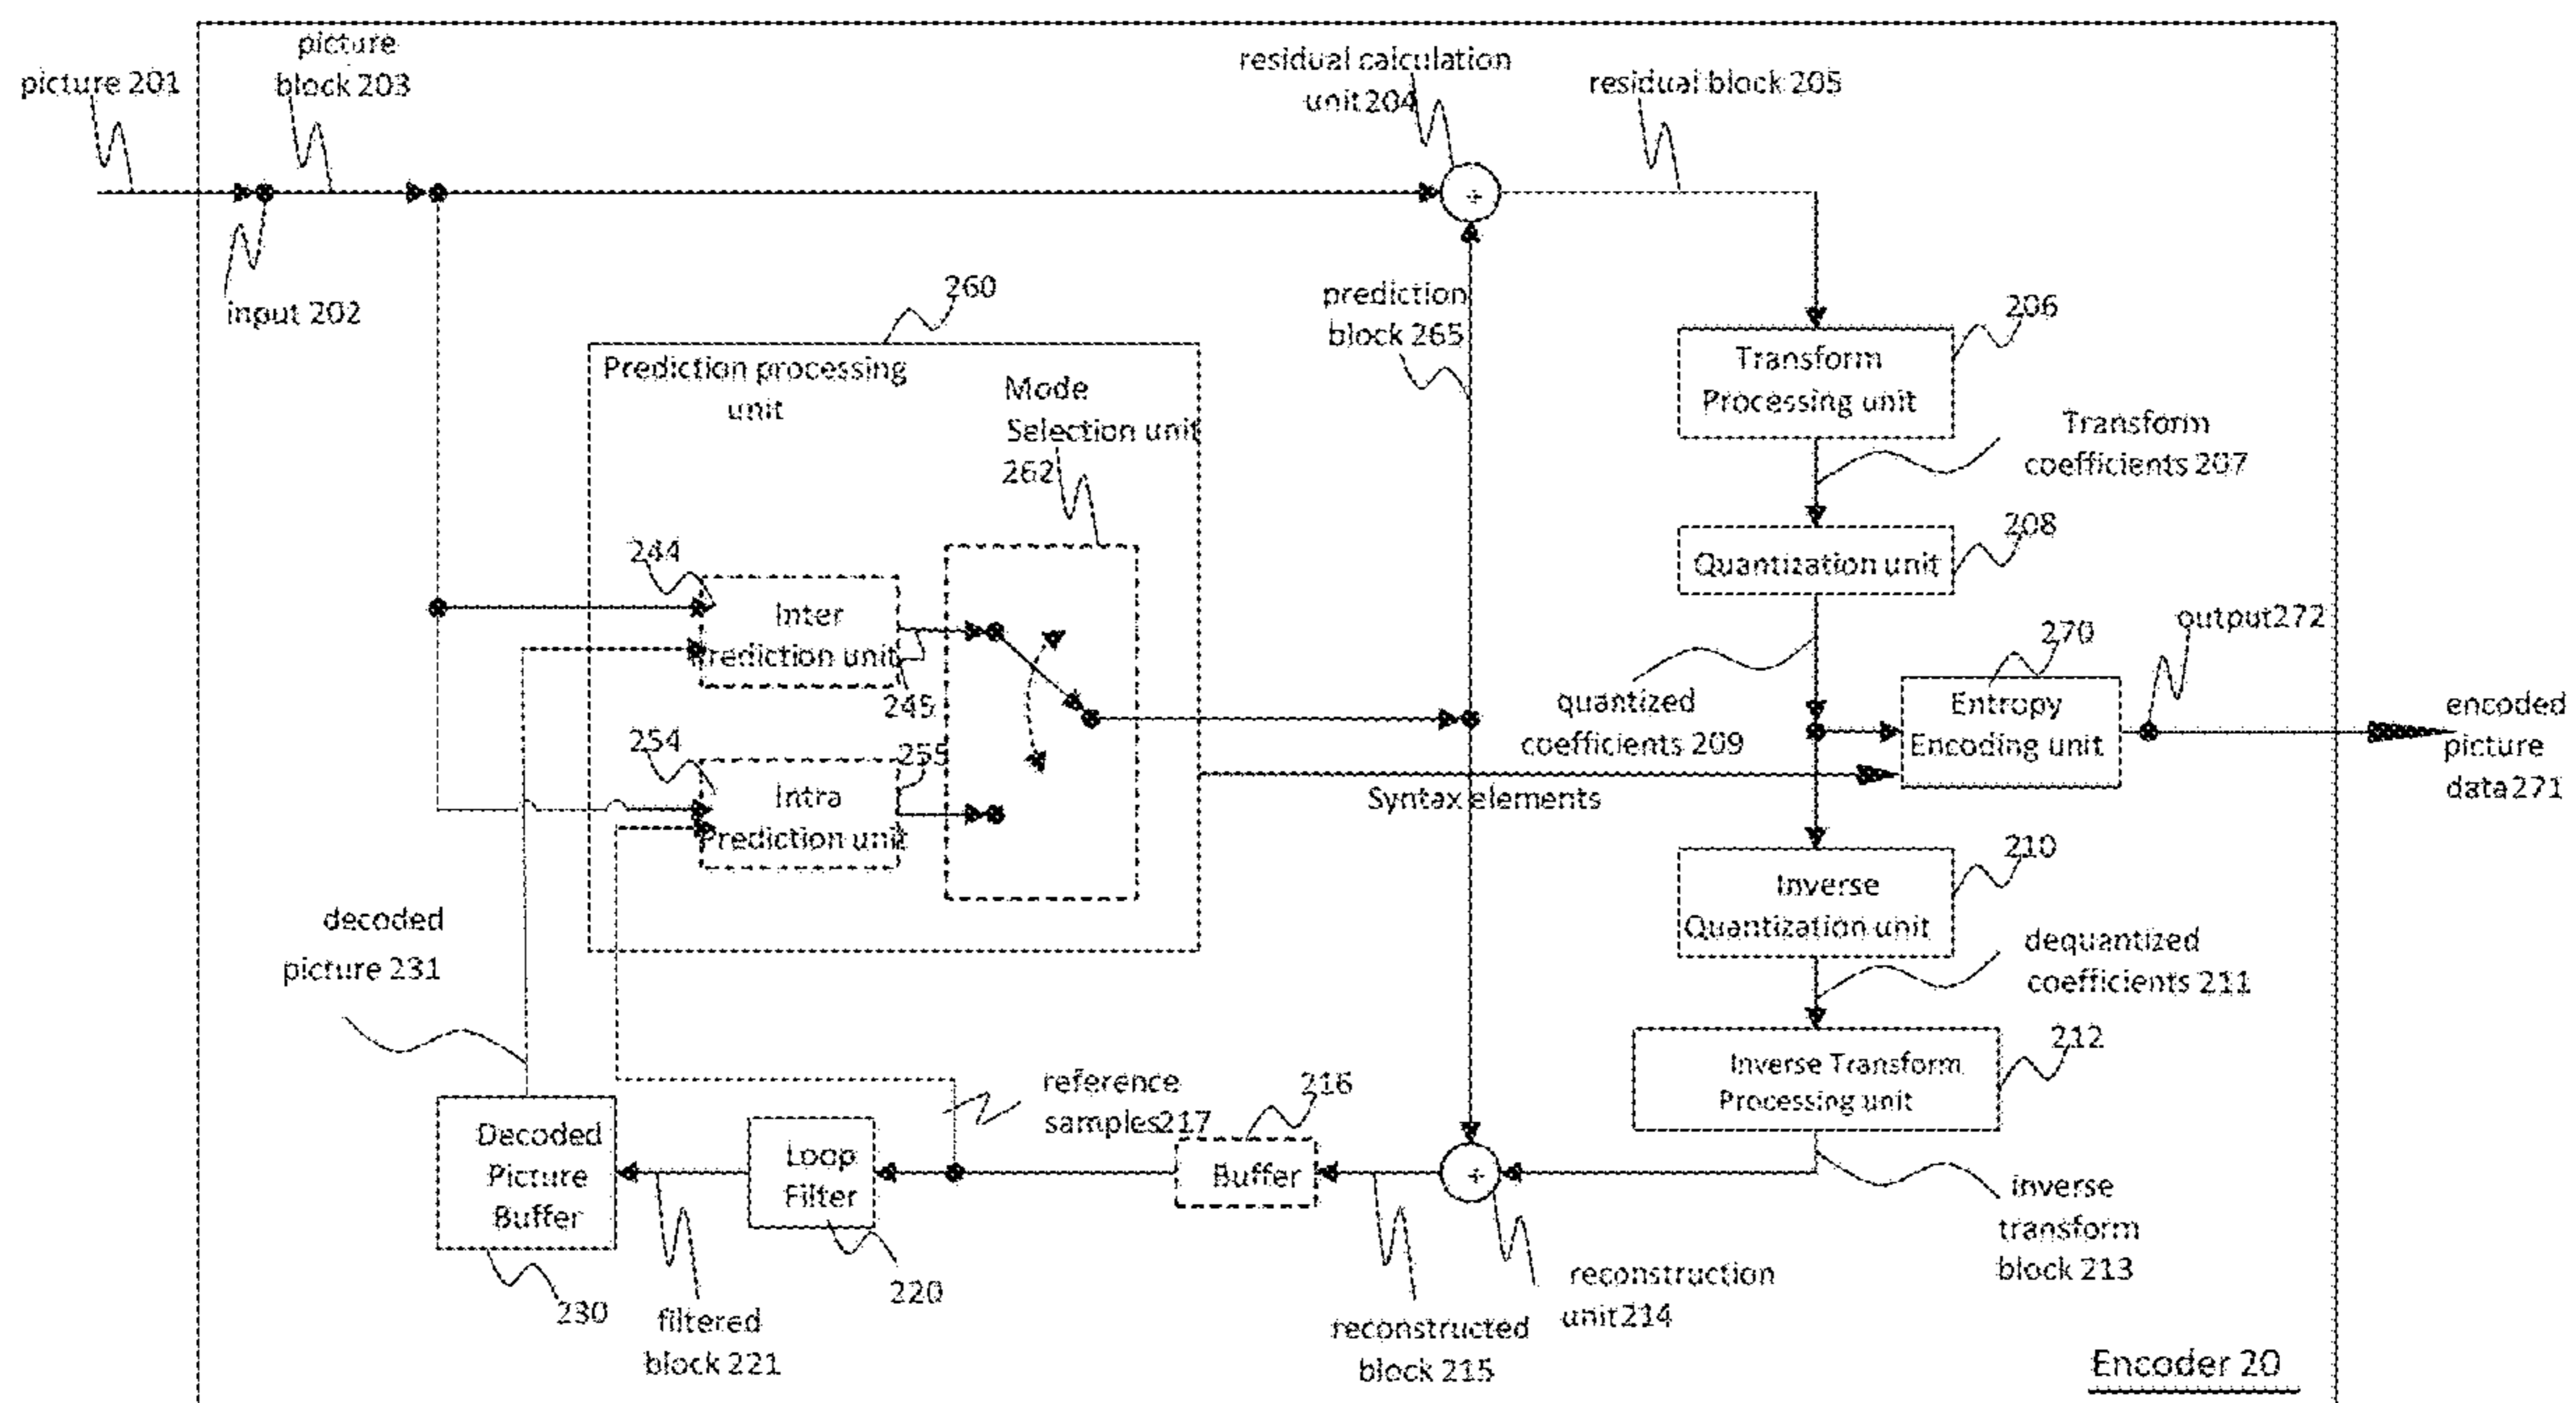 picture 201
picture
block 203
input 202
residual calculation
unit 204
residual block 205
260
Prediction processing
unit
Mode
Selection unit
262
prediction
block 265
206
Transform
Processing unit
Transform
coefficients 207
208
Quantization unit
244
Inter
Prediction unit
245
254
255
Intra
Prediction unit
quantized
coefficients 209
270
Entropy
Encoding unit
output272
encoded
picture
data271
Syntax elements
210
Inverse
Quantization unit
dequantized
coefficients 211
212
Inverse Transform
Processing unit
inverse
transform
block 213
decoded
picture 231
reference
samples217
216
Buffer
Loop
Filter
220
Decoded
Picture
Buffer
230
filtered
block 221
reconstructed
block 215
reconstruction
unit214
Encoder 20